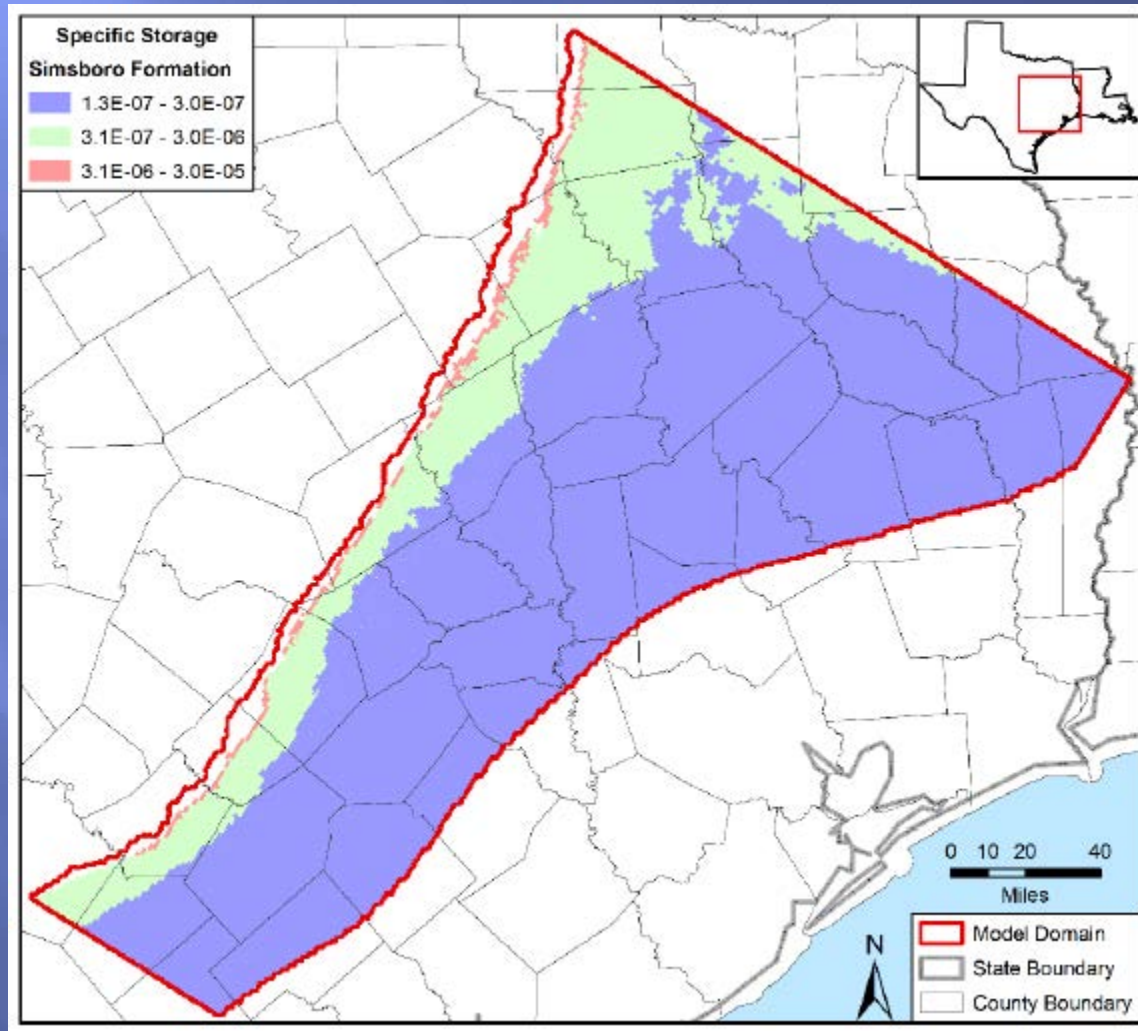 Specific Storage
Simsboro Formation
1.3E-07 - 3.0E-07
3.1E-07 - 3.0E-06
3.1E-06 - 3.0E-05
0 10 20 40
Miles
N
Model Domain
State Boundary
County Boundary